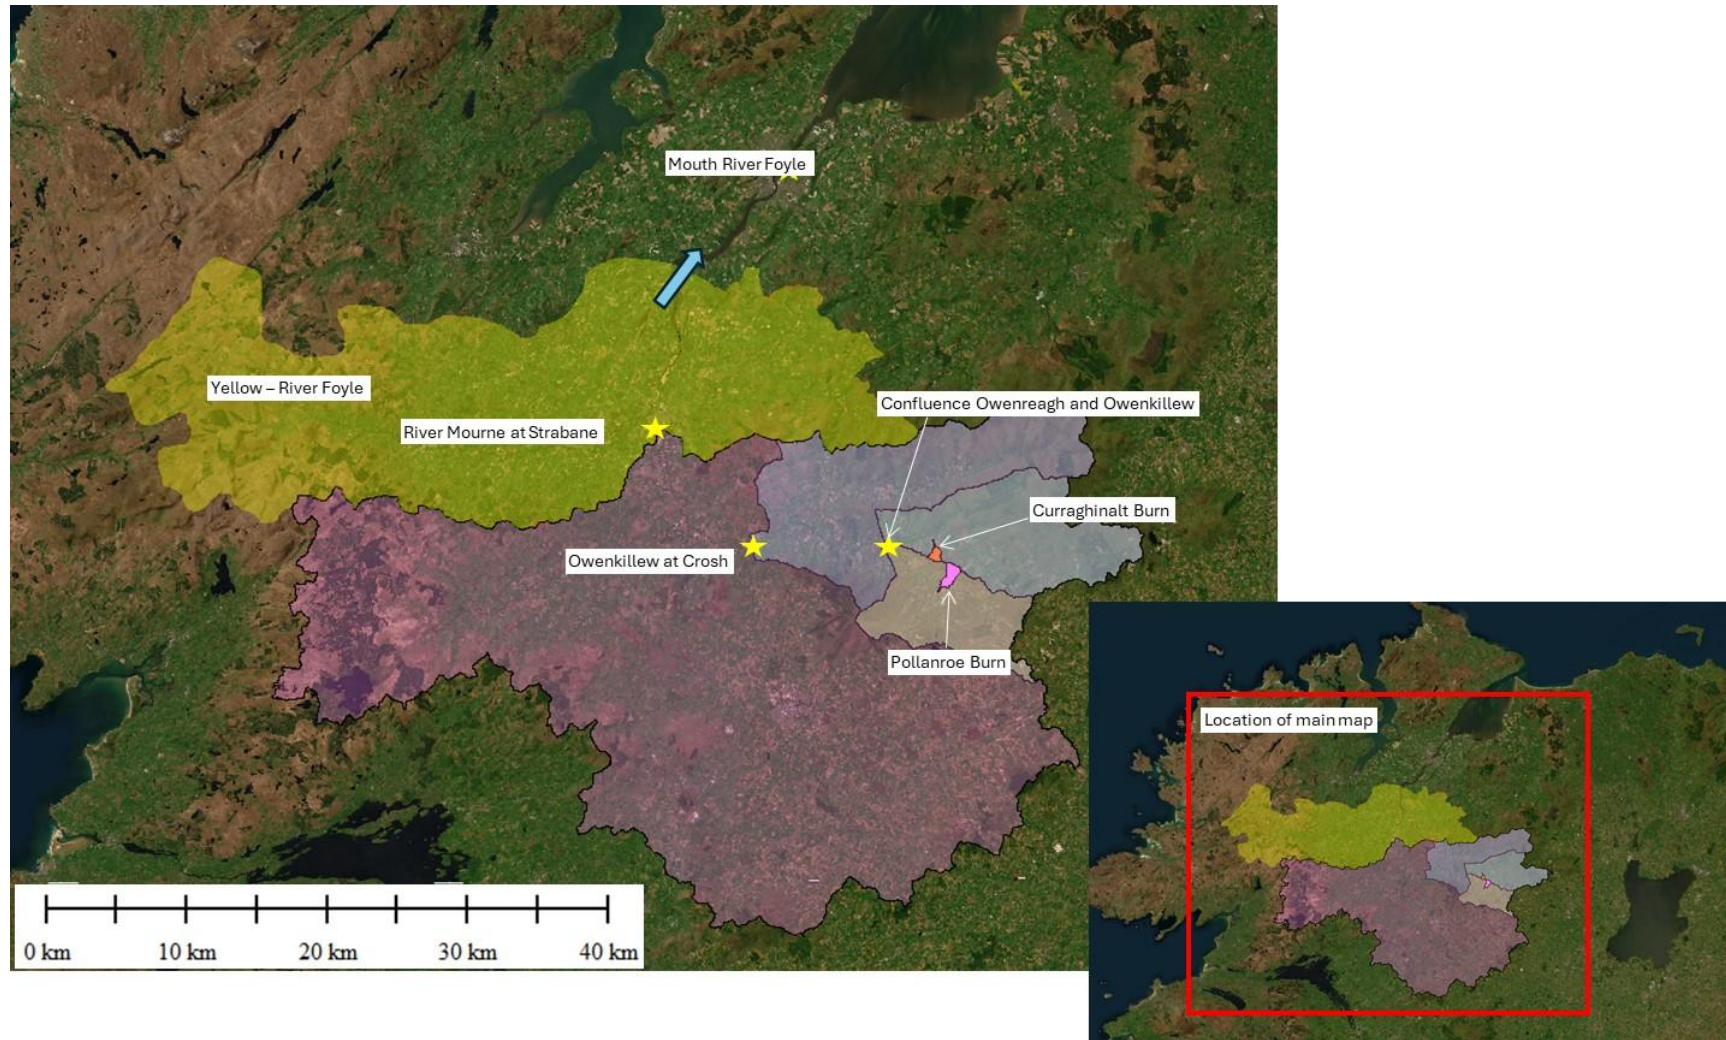 Mouth River Foyle
Yellow – River Foyle
Confluence Owenreagh and Owenkillew
River Mourne at Strabane
Curraghinalt Burn
Owenkillew at Crosh
Pollanroe Burn
Location of main map
0 km 10 km 20 km 30 km 40 km